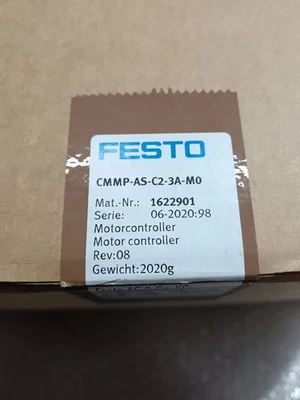 FESTO
CMMP-AS-C2-3A-M0
Mat.-Nr.: 1622901
Serie: 06-2020:98
Motorcontroller
Motor controller
Rev:08
Gewicht:2020g